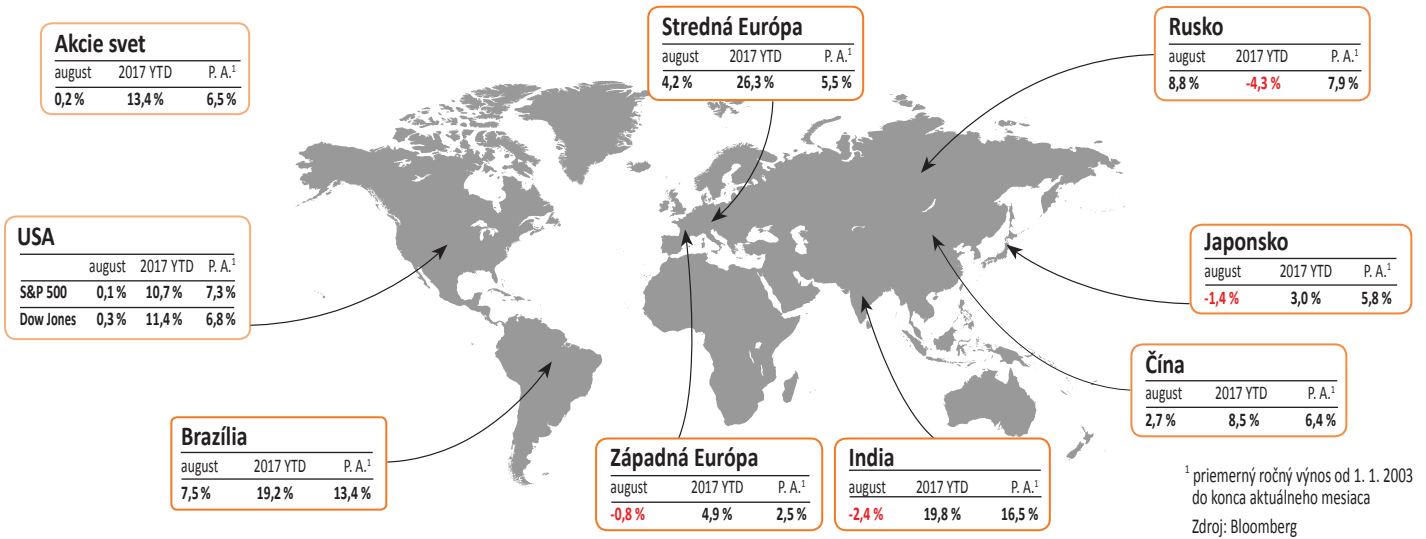 Akcie svet
august 2017 YTD P. A.¹
0,2 % 13,4 % 6,5 %
Stredná Európa
august 2017 YTD P. A.¹
4,2 % 26,3 % 5,5 %
Rusko
august 2017 YTD P. A.¹
8,8 % -4,3 % 7,9 %
USA
august 2017 YTD P. A.¹
S&P 500 0,1 % 10,7 % 7,3 %
Dow Jones 0,3 % 11,4 % 6,8 %
Japonsko
august 2017 YTD P. A.¹
-1,4 % 3,0 % 5,8 %
Čína
august 2017 YTD P. A.¹
2,7 % 8,5 % 6,4 %
Brazília
august 2017 YTD P. A.¹
7,5 % 19,2 % 13,4 %
Západná Európa
august 2017 YTD P. A.¹
-0,8 % 4,9 % 2,5 %
India
august 2017 YTD P. A.¹
-2,4 % 19,8 % 16,5 %
¹ priemerný ročný výnos od 1. 1. 2003
do konca aktuálneho mesiaca
Zdroj: Bloomberg